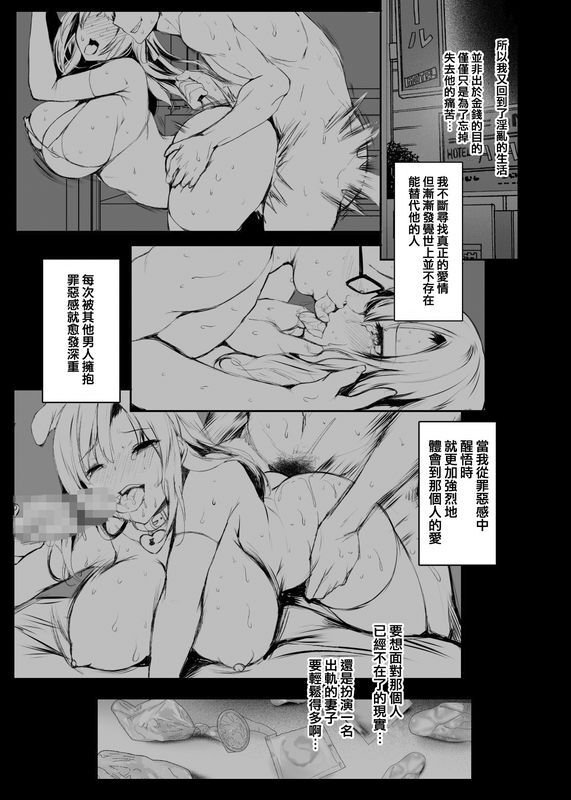 所以我又回到了淫亂的生活
並非出於金錢的目的
僅僅只是為了忘掉
失去他的痛苦…
ール
HOTEL
我不斷尋找真正的愛情
但漸漸發覺世上並不存在
能替代他的人
每次被其他男人擁抱
罪惡感就愈發深重
當我從罪惡感中
醒悟時
就更加強烈地
體會到那個人的愛
要想面對那個人
已經不在了的現實…
還是扮演一名
出軌的妻子
要輕鬆得多啊…